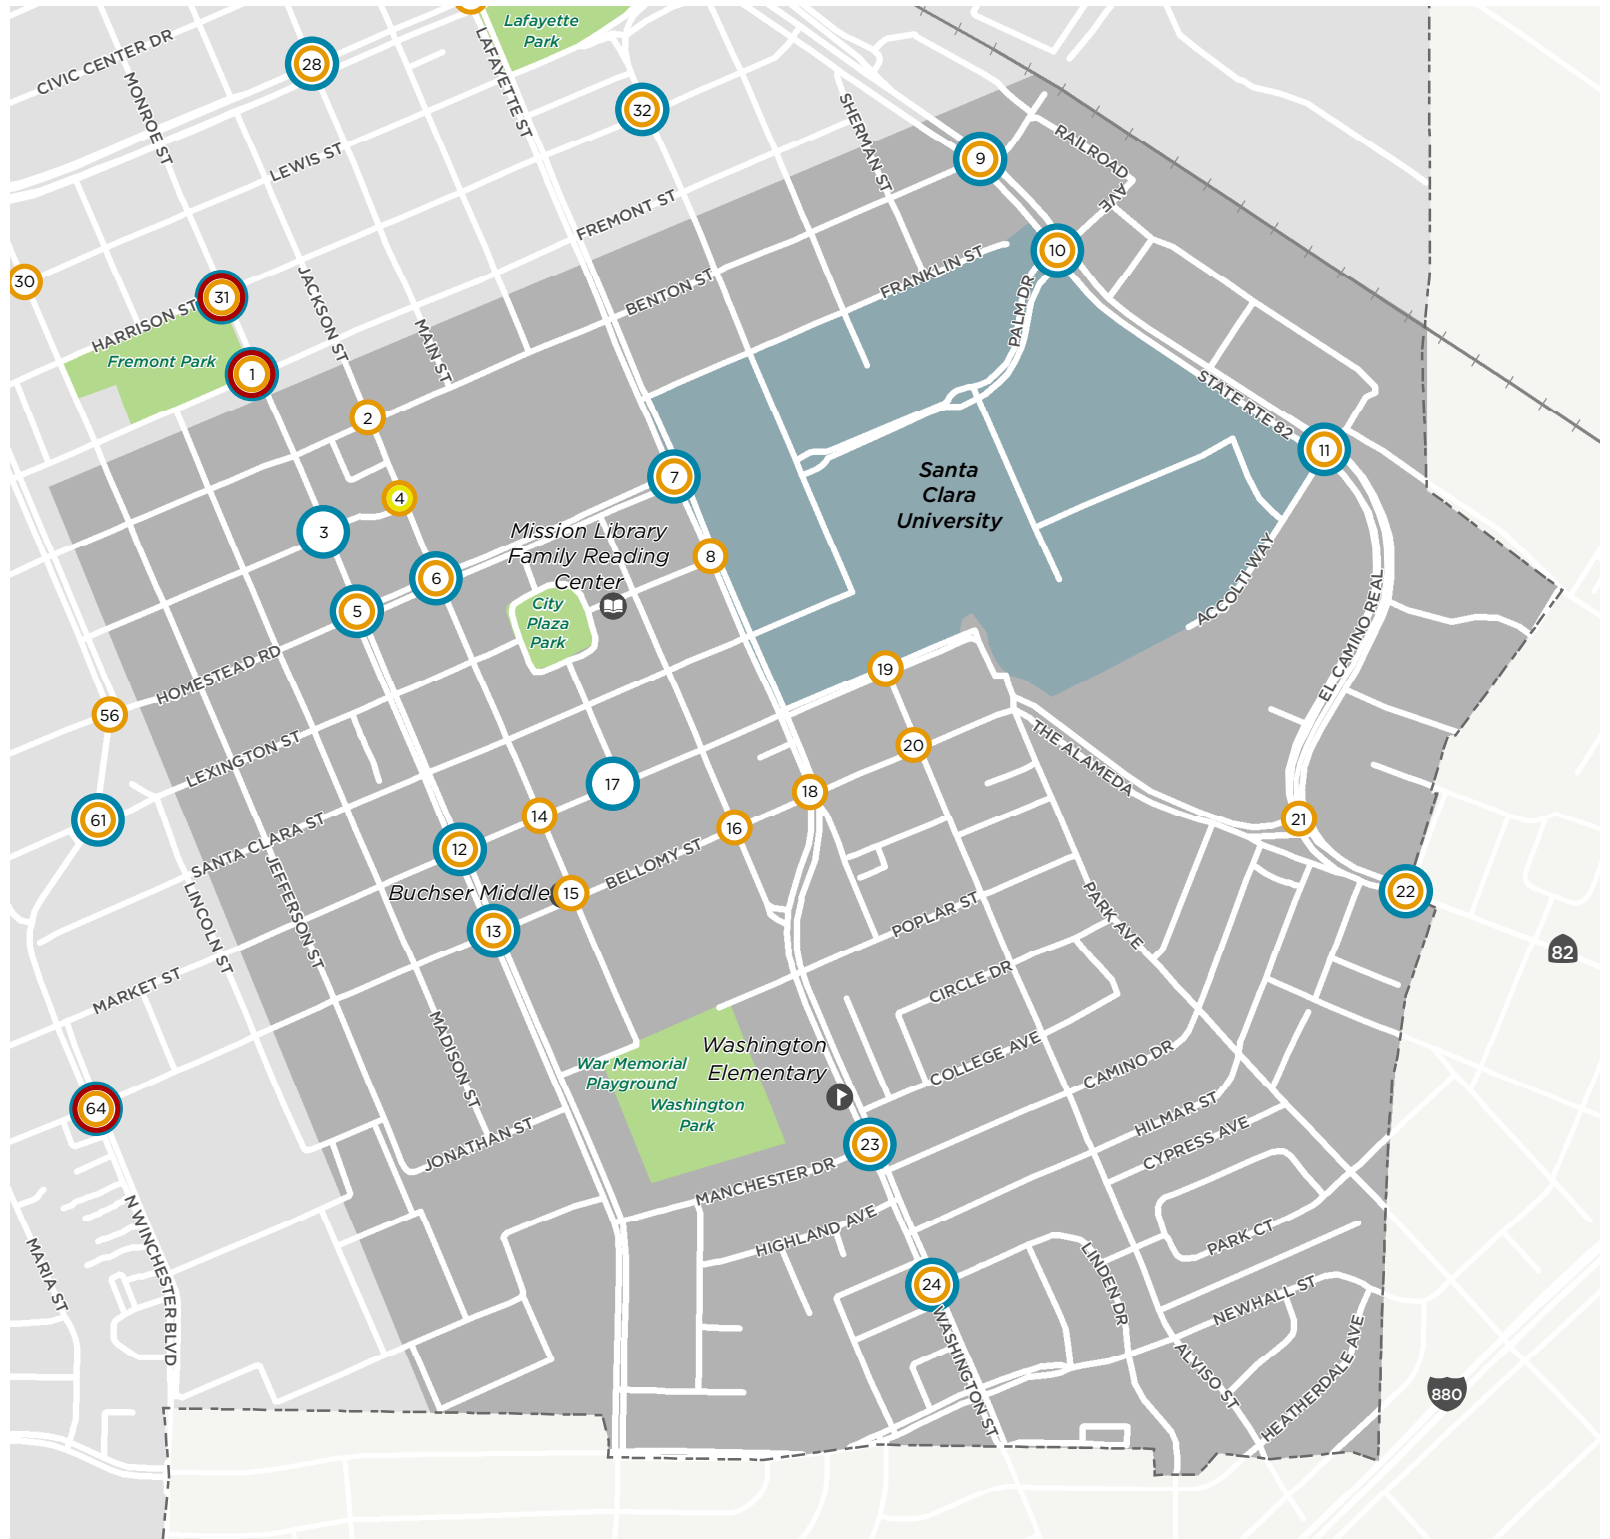 Lafayette
Park
CIVIC CENTER DR
28
MONROE ST
LAFAYETTE ST
32
SHERMAN ST
9
RAILROAD AVE
LEWIS ST
FREMONT ST
10
30
31
HARRISON ST
JACKSON ST
BENTON ST
FRANKLIN ST
PALM DR
Fremont Park
1
MAIN ST
2
STATE RTE 82
11
4
7
Santa
Clara
University
3
Mission Library
Family Reading
Center
8
6
5
City
Plaza
Park
ACCOLTI WAY
EL CAMINO REAL
HOMESTEAD RD
19
56
20
LEXINGTON ST
THE ALAMEDA
17
18
61
14
16
21
SANTA CLARA ST
12
BELLOMY ST
Buchser Middle
15
22
JEFFERSON ST
LINCOLN ST
13
POPLAR ST
PARK AVE
82
MARKET ST
CIRCLE DR
MADISON ST
War Memorial
Playground
Washington
Elementary
COLLEGE AVE
CAMINO DR
64
Washington
Park
HILMAR ST
JONATHAN ST
23
CYPRESS AVE
MANCHESTER DR
N WINCHESTER BLVD
HIGHLAND AVE
PARK CT
MARIA ST
LINDEN DR
24
NEWHALL ST
WASHINGTON ST
ALVISO ST
HEATHERDALE AVE
880